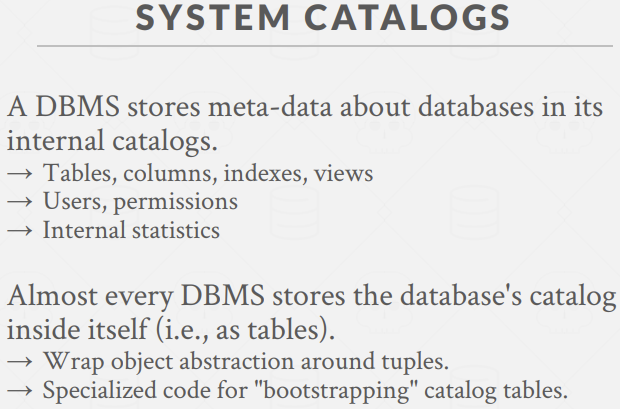 SYSTEM CATALOGS
A DBMS stores meta-data about databases in its
internal catalogs.
→ Tables, columns, indexes, views
→ Users, permissions
→ Internal statistics
Almost every DBMS stores the database's catalog
inside itself (i.e., as tables).
→ Wrap object abstraction around tuples.
→ Specialized code for "bootstrapping" catalog tables.